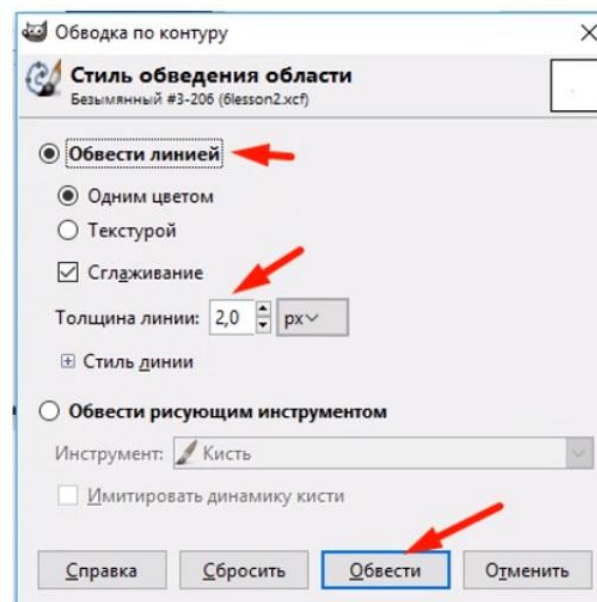 Обводка по контуру
Стиль обведения области
Безымянный #3-206 (6lesson2.xcf)
Обвести линией
Одним цветом
Текстурой
Сглаживание
Толщина линии: 2,0 px
Стиль линии
Обвести рисующим инструментом
Инструмент: Кисть
Имитировать динамику кисти
Справка Сбросить Обвести Отменить